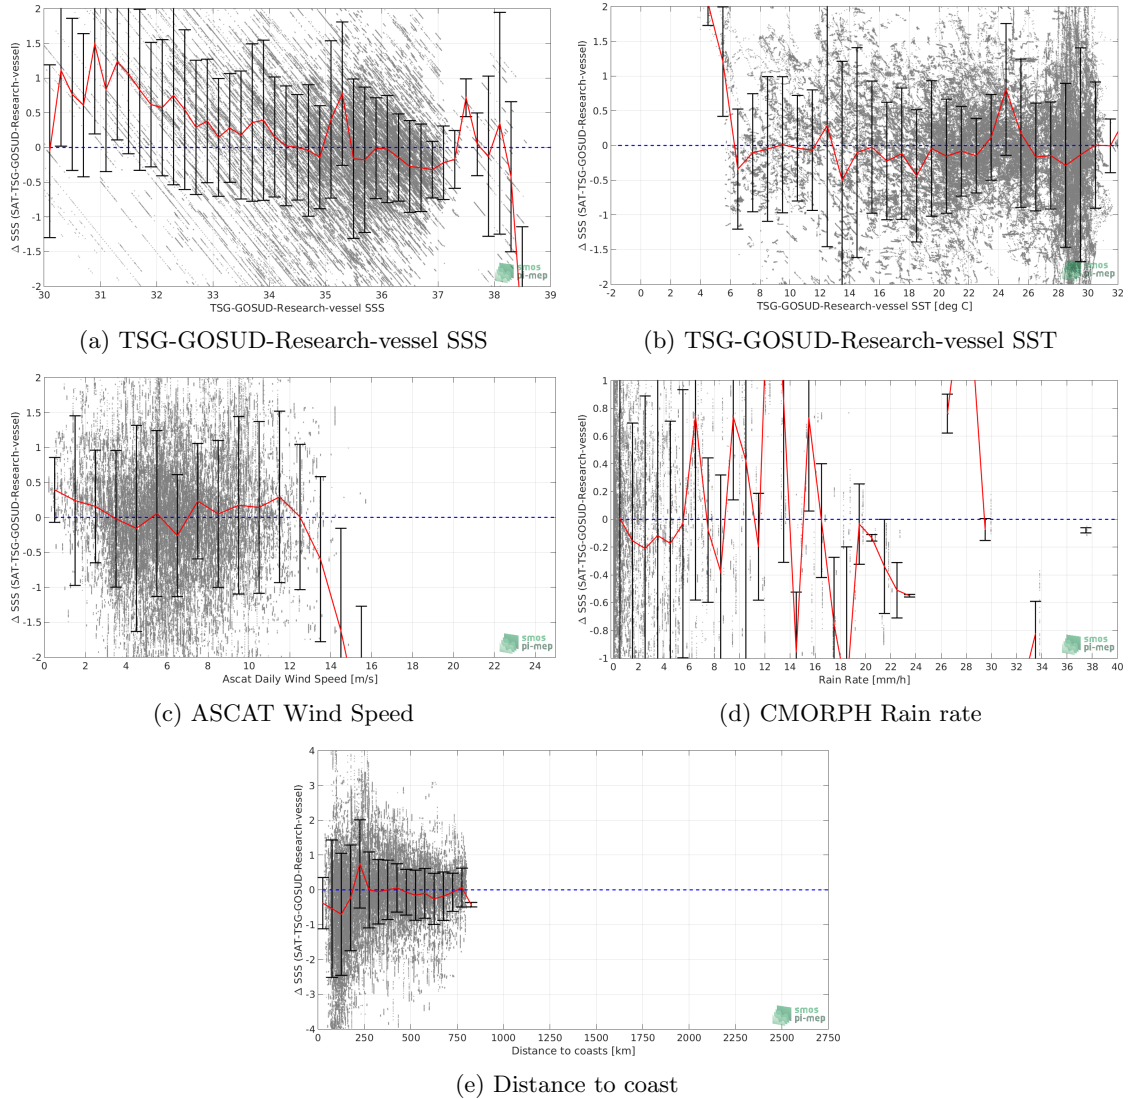 Δ SSS (SAT-TSG-GOSUD-Research-vessel)
2
1.5
1
0.5
0
-0.5
-1
-1.5
-2
30 31 32 33 34 35 36 37 38 39
TSG-GOSUD-Research-vessel SSS
smos
pi-mep
(a) TSG-GOSUD-Research-vessel SSS
Δ SSS (SAT-TSG-GOSUD-Research-vessel)
2
1.5
1
0.5
0
-0.5
-1
-1.5
-2
-2 0 2 4 6 8 10 12 14 16 18 20 22 24 26 28 30 32
TSG-GOSUD-Research-vessel SST [deg C]
smos
pi-mep
(b) TSG-GOSUD-Research-vessel SST
Δ SSS (SAT-TSG-GOSUD-Research-vessel)
2
1.5
1
0.5
0
-0.5
-1
-1.5
-2
0 2 4 6 8 10 12 14 16 18 20 22 24
Ascat Daily Wind Speed [m/s]
smos
pi-mep
(c) ASCAT Wind Speed
Δ SSS (SAT-TSG-GOSUD-Research-vessel)
1
0.8
0.6
0.4
0.2
0
-0.2
-0.4
-0.6
-0.8
-1
0 2 4 6 8 10 12 14 16 18 20 22 24 26 28 30 32 34 36 38 40
Rain Rate [mm/h]
smos
pi-mep
(d) CMORPH Rain rate
Δ SSS (SAT-TSG-GOSUD-Research-vessel)
4
3
2
1
0
-1
-2
-3
-4
0 250 500 750 1000 1250 1500 1750 2000 2250 2500 2750
Distance to coasts [km]
smos
pi-mep
(e) Distance to coast